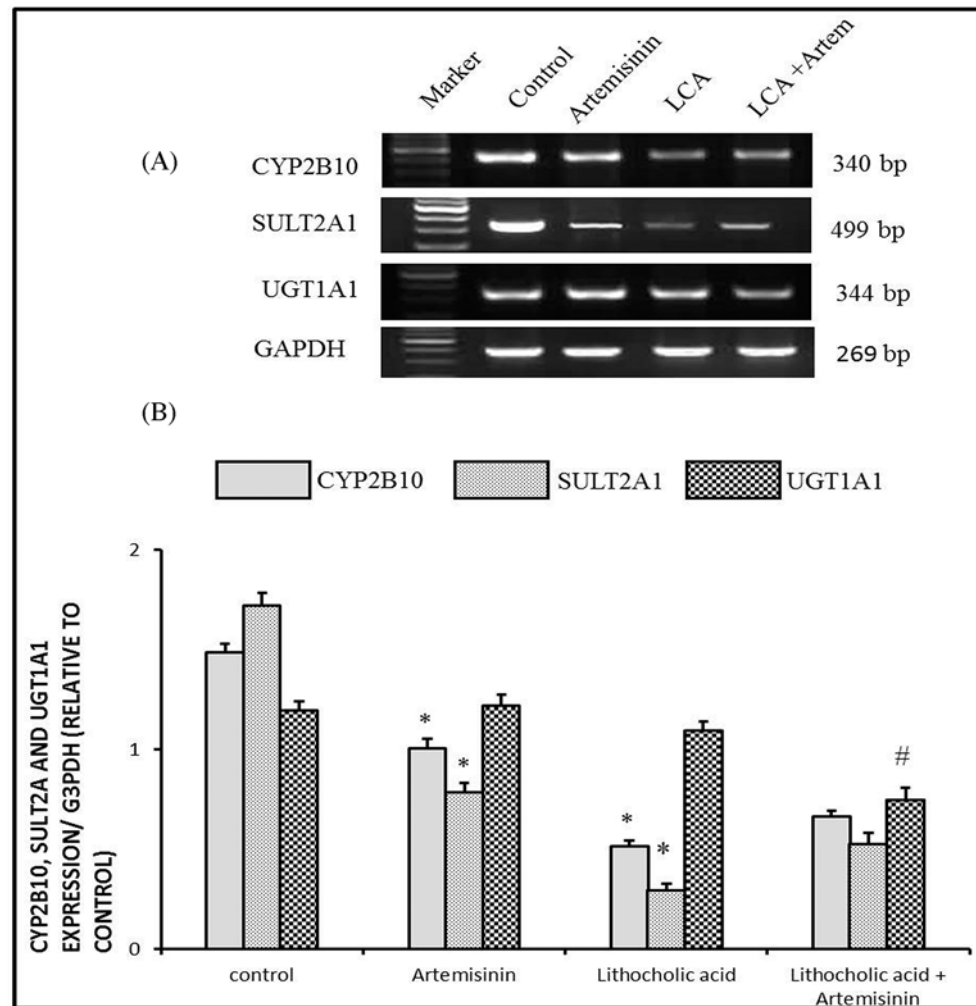 Marker Control Artemisinin LCA LCA +Artem
(A)
CYP2B10 340 bp
SULT2A1 499 bp
UGT1A1 344 bp
GAPDH 269 bp
(B)
CYP2B10 SULT2A1 UGT1A1
CYP2B10, SULT2A AND UGT1A1
EXPRESSION/ G3PDH (RELATIVE TO
CONTROL)
2
1
0
* * * * #
control Artemisinin Lithocholic acid Lithocholic acid +
Artemisinin